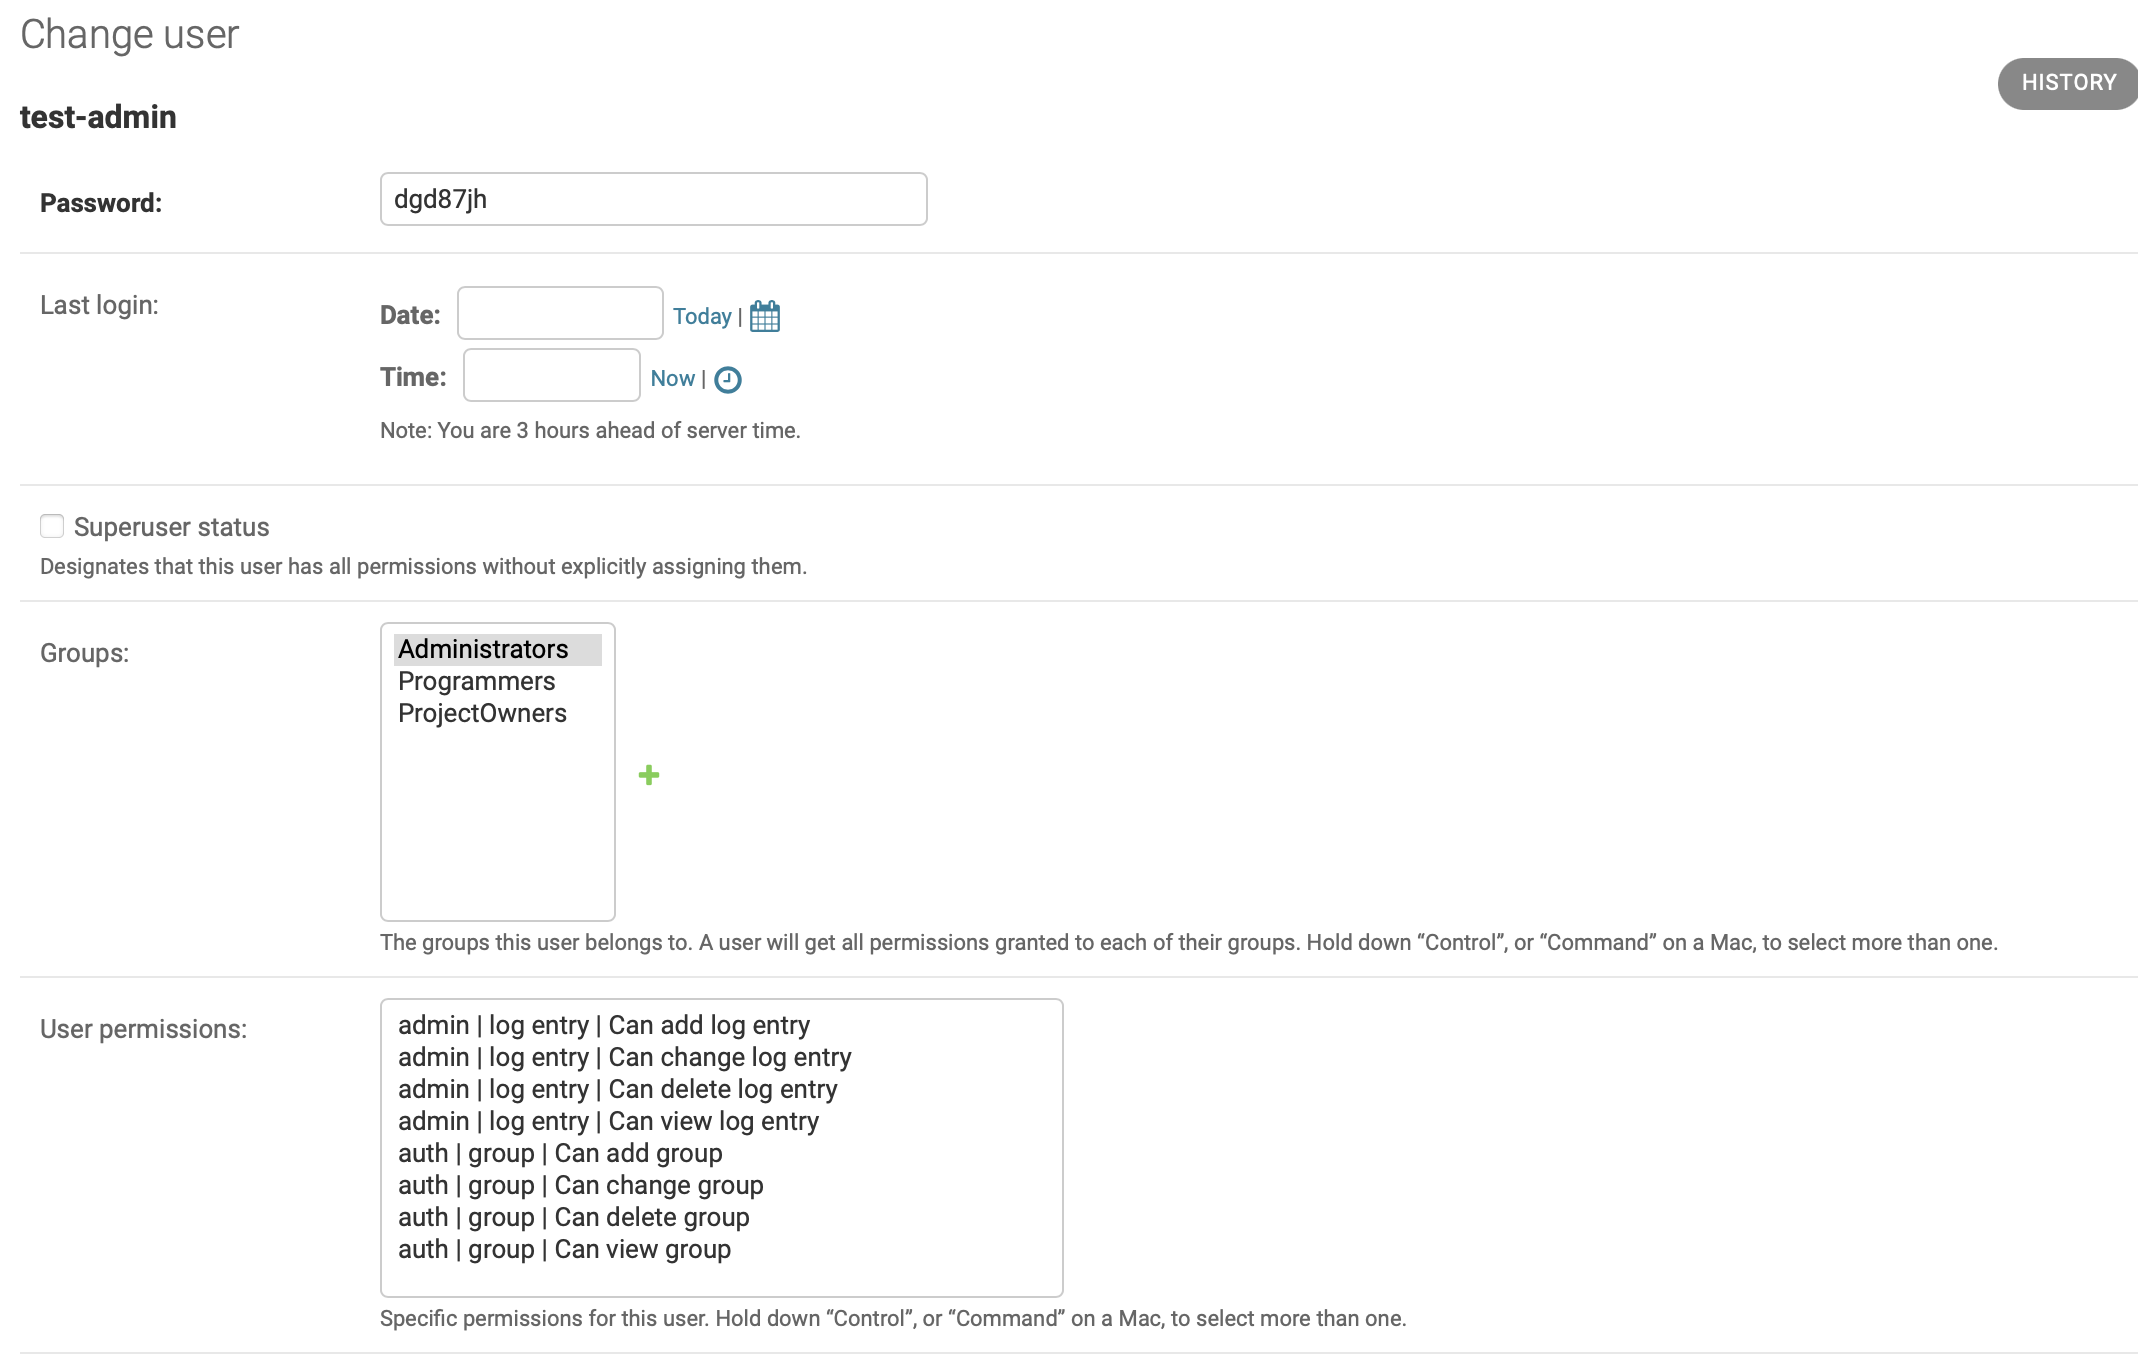 Change user
HISTORY
test-admin
Password: dgd87jh
Last login: Date: Today |
Time: Now |
Note: You are 3 hours ahead of server time.
Superuser status
Designates that this user has all permissions without explicitly assigning them.
Groups: Administrators
Programmers
ProjectOwners
The groups this user belongs to. A user will get all permissions granted to each of their groups. Hold down “Control”, or “Command” on a Mac, to select more than one.
User permissions: admin | log entry | Can add log entry
admin | log entry | Can change log entry
admin | log entry | Can delete log entry
admin | log entry | Can view log entry
auth | group | Can add group
auth | group | Can change group
auth | group | Can delete group
auth | group | Can view group
Specific permissions for this user. Hold down “Control”, or “Command” on a Mac, to select more than one.